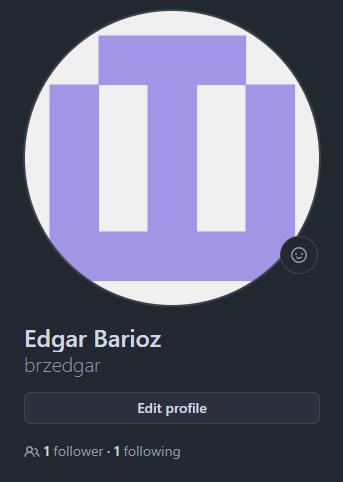 Edgar Barioz
brzedgar
Edit profile
1 follower · 1 following